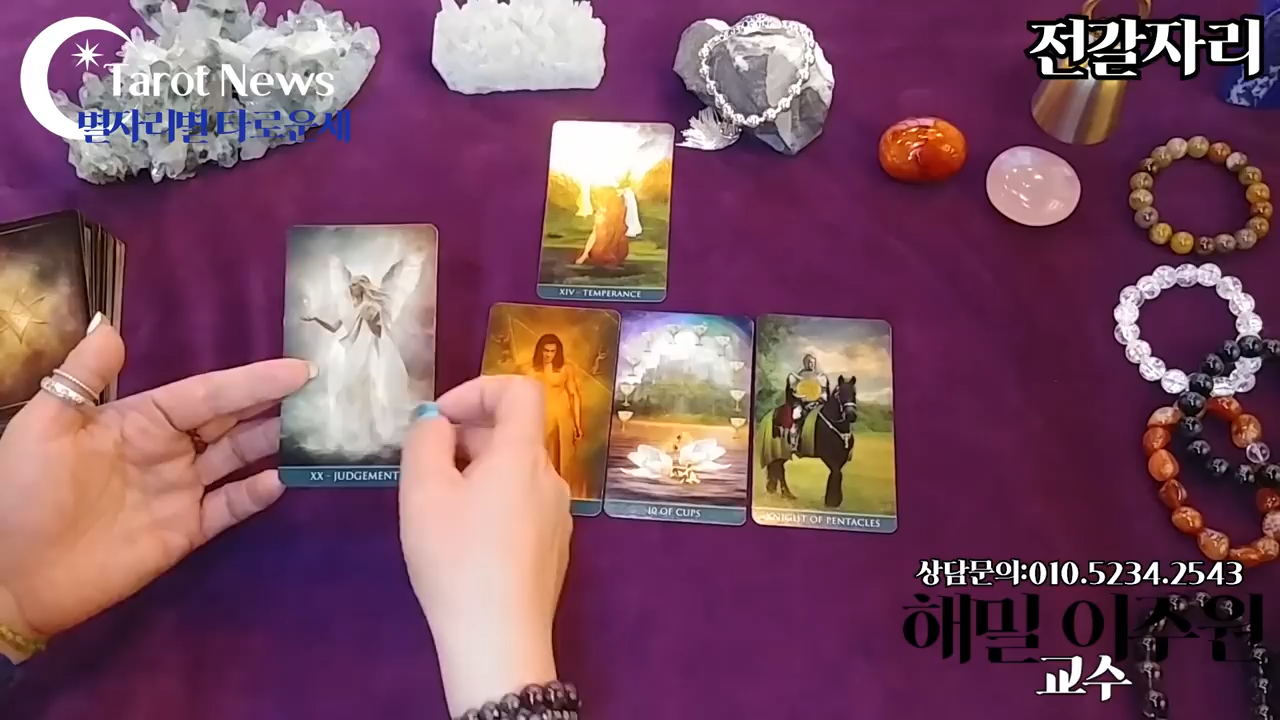 Tarot News
별자리별 타로운세
전갈자리
XIV - TEMPERANCE
XX - JUDGEMENT
10 OF CUPS
KNIGHT OF PENTACLES
상담문의:010.5234.2543
해밀 이주원
교수